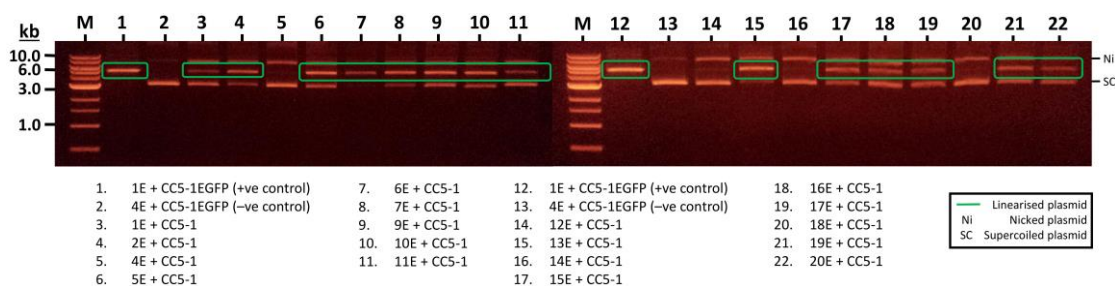 M 1 2 3 4 5 6 7 8 9 10 11 M 12 13 14 15 16 17 18 19 20 21 22
kb
10.0
6.0
3.0
1.0
Ni
SC
1. 1E + CC5-1EGFP (+ve control)
2. 4E + CC5-1EGFP (–ve control)
3. 1E + CC5-1
4. 2E + CC5-1
5. 4E + CC5-1
6. 5E + CC5-1
7. 6E + CC5-1
8. 7E + CC5-1
9. 9E + CC5-1
10. 10E + CC5-1
11. 11E + CC5-1
12. 1E + CC5-1EGFP (+ve control)
13. 4E + CC5-1EGFP (–ve control)
14. 12E + CC5-1
15. 13E + CC5-1
16. 14E + CC5-1
17. 15E + CC5-1
18. 16E + CC5-1
19. 17E + CC5-1
20. 18E + CC5-1
21. 19E + CC5-1
22. 20E + CC5-1
Linearised plasmid
Ni Nicked plasmid
SC Supercoiled plasmid